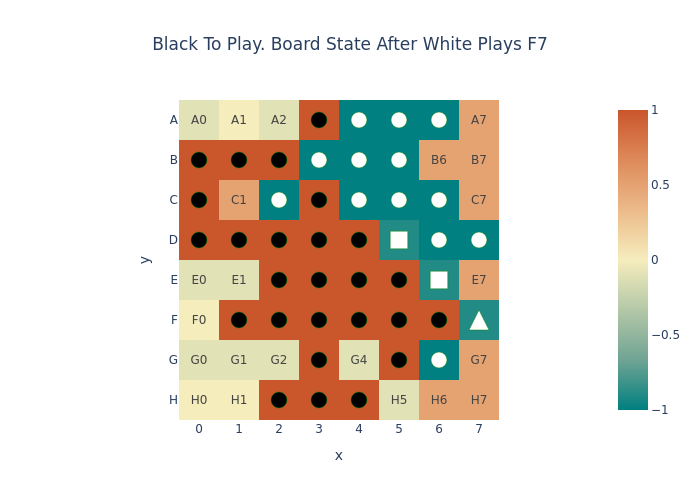 Black To Play. Board State After White Plays F7
A A0 A1 A2 A7
B B6 B7
C C1 C7
D
E E0 E1 E7
F F0
G G0 G1 G2 G4 G7
H H0 H1 H5 H6 H7
0 1 2 3 4 5 6 7
x
y
1
0.5
0
−0.5
−1